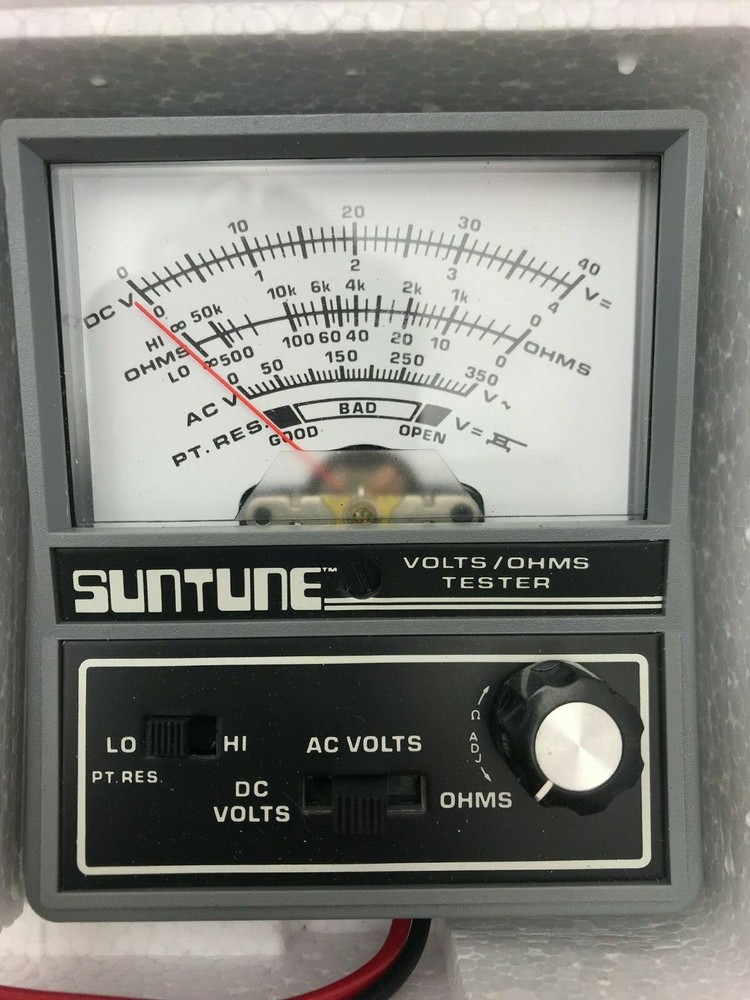 0 10 20 30 40
DC V V=
0 1 2 3 4
HI ∞ 50k 10k 6k 4k 2k 1k 0
OHMS OHMS
LO ∞ 500 100 60 40 20 10 0
0 50 150 250 350
AC V V~
PT. RES. GOOD BAD OPEN V=
SUNTUNE™
VOLTS/OHMS
TESTER
LO HI
PT. RES.
AC VOLTS
DC
VOLTS
OHMS
Ω ADJ